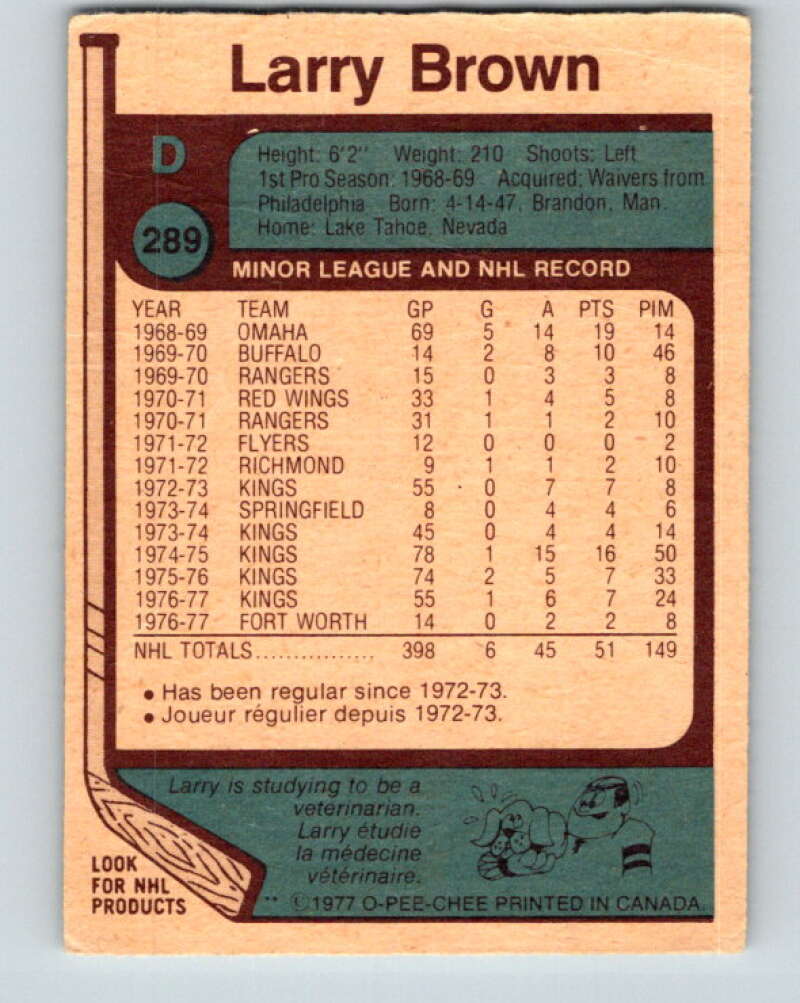 Larry Brown
D
Height: 6'2" Weight: 210 Shoots: Left
1st Pro Season: 1968-69 Acquired: Waivers from
Philadelphia Born: 4-14-47, Brandon, Man.
Home: Lake Tahoe, Nevada
289
MINOR LEAGUE AND NHL RECORD
YEAR TEAM GP G A PTS PIM
1968-69 OMAHA 69 5 14 19 14
1969-70 BUFFALO 14 2 8 10 46
1969-70 RANGERS 15 0 3 3 8
1970-71 RED WINGS 33 1 4 5 8
1970-71 RANGERS 31 1 1 2 10
1971-72 FLYERS 12 0 0 0 2
1971-72 RICHMOND 9 1 1 2 10
1972-73 KINGS 55 0 7 7 8
1973-74 SPRINGFIELD 8 0 4 4 6
1973-74 KINGS 45 0 4 4 14
1974-75 KINGS 78 1 15 16 50
1975-76 KINGS 74 2 5 7 33
1976-77 KINGS 55 1 6 7 24
1976-77 FORT WORTH 14 0 2 2 8
NHL TOTALS................ 398 6 45 51 149
• Has been regular since 1972-73.
• Joueur régulier depuis 1972-73.
Larry is studying to be a
veterinarian.
Larry étudie
la médecine
vétérinaire.
LOOK
FOR NHL
PRODUCTS
** ©1977 O-PEE-CHEE PRINTED IN CANADA.